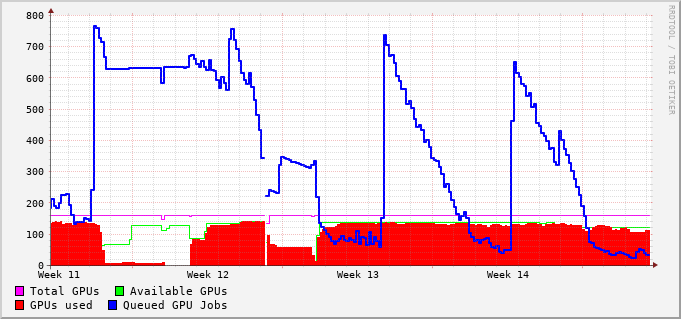 800
700
600
500
400
300
200
100
0
Week 11 Week 12 Week 13 Week 14
Total GPUs Available GPUs
GPUs used Queued GPU Jobs
RRDTOOL / TOBI OETIKER